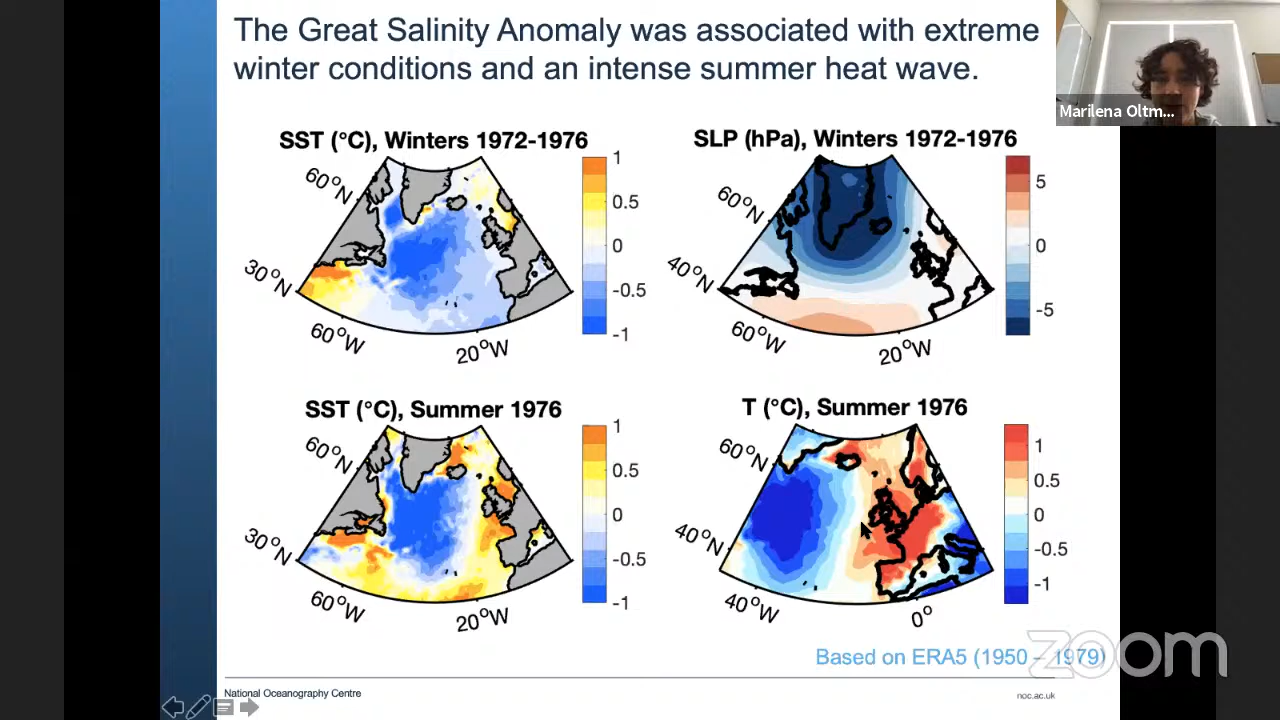 The Great Salinity Anomaly was associated with extreme
winter conditions and an intense summer heat wave.
Marilena Oltm...
SST (°C), Winters 1972-1976
60°N
30°N
60°W
20°W
1
0.5
0
-0.5
-1
SLP (hPa), Winters 1972-1976
60°N
40°N
60°W
20°W
5
0
-5
SST (°C), Summer 1976
60°N
30°N
60°W
20°W
1
0.5
0
-0.5
-1
T (°C), Summer 1976
60°N
40°N
40°W
0°
1
0.5
0
-0.5
-1
Based on ERA5 (1950 – 1979)
zoom
National Oceanography Centre
noc.ac.uk